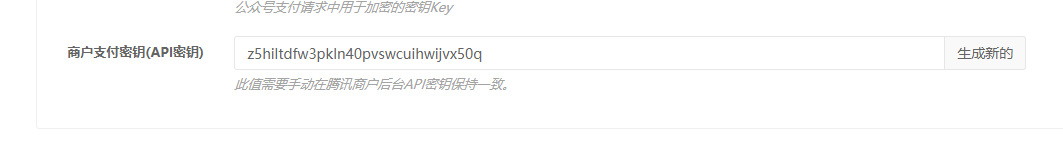 公众号支付请求中用于加密的密钥Key
商户支付密钥(API密钥)
z5hiltdfw3pkln40pvswcuihwijvx50q
生成新的
此值需要手动在腾讯商户后台API密钥保持一致。